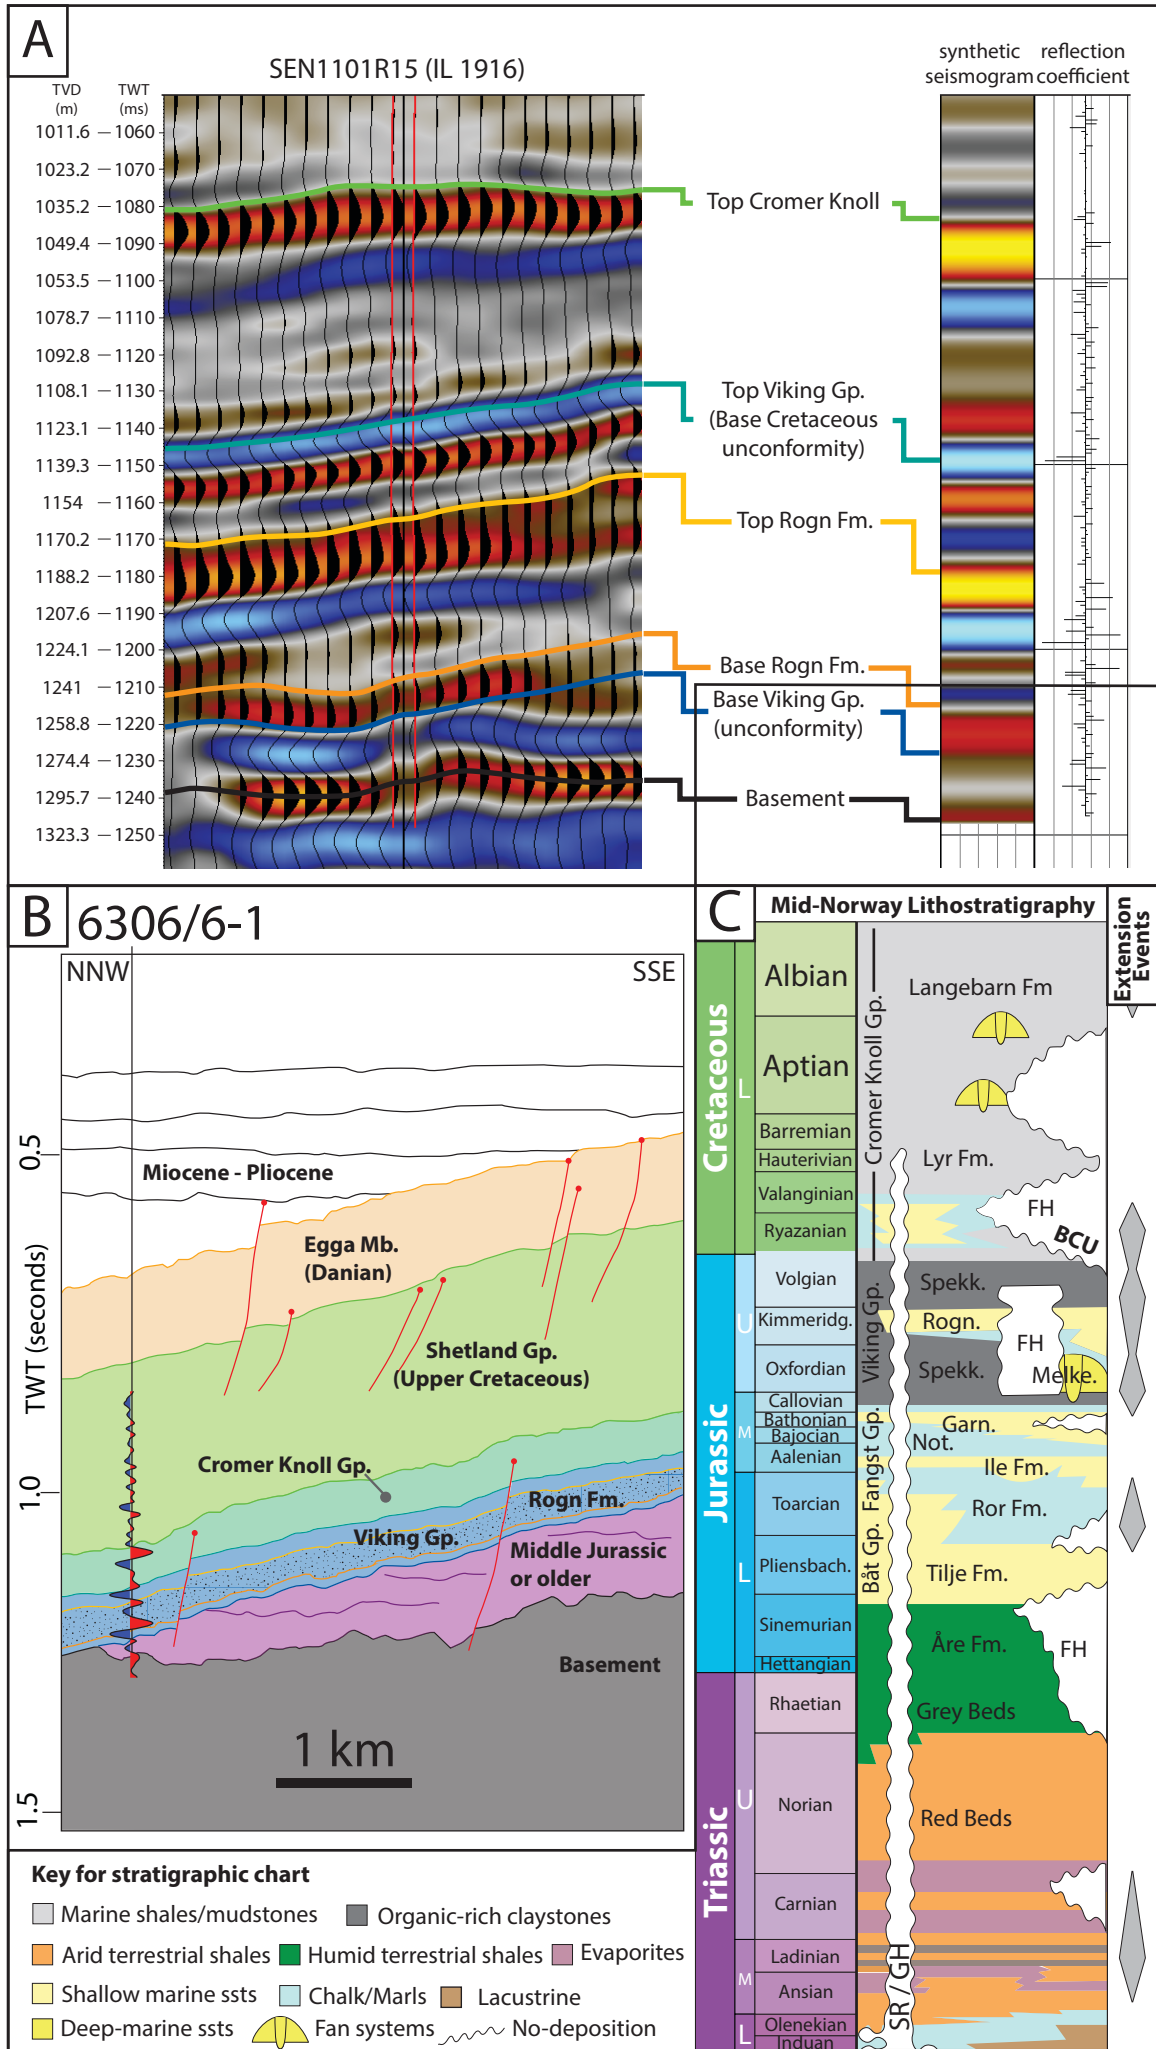 A
SEN1101R15 (IL 1916)
TVD
(m)
TWT
(ms)
synthetic
seismogram
reflection
coefficient
1011.6 1060
1023.2 1070
1035.2 1080
1049.4 1090
1053.5 1100
1078.7 1110
1092.8 1120
1108.1 1130
1123.1 1140
1139.3 1150
1154 1160
1170.2 1170
1188.2 1180
1207.6 1190
1224.1 1200
1241 1210
1258.8 1220
1274.4 1230
1295.7 1240
1323.3 1250
Top Cromer Knoll
Top Viking Gp.
(Base Cretaceous
unconformity)
Top Rogn Fm.
Base Rogn Fm.
Base Viking Gp.
(unconformity)
Basement
B
6306/6-1
NNW
SSE
TWT (seconds)
0.5
1.0
1.5
Miocene - Pliocene
Egga Mb.
(Danian)
Shetland Gp.
(Upper Cretaceous)
Cromer Knoll Gp.
Rogn Fm.
Viking Gp.
Middle Jurassic
or older
Basement
1 km
C
Mid-Norway Lithostratigraphy
Extension
Events
Cretaceous
L
Albian
Aptian
Barremian
Hauterivian
Valanginian
Ryazanian
Jurassic
U
M
L
Volgian
Kimmeridg.
Oxfordian
Callovian
Bathonian
Bajocian
Aalenian
Toarcian
Pliensbach.
Sinemurian
Hettangian
Triassic
U
M
L
Rhaetian
Norian
Carnian
Ladinian
Ansian
Olenekian
Induan
Cromer Knoll Gp.
Viking Gp.
Fangst Gp.
Båt Gp.
Langebarn Fm
Lyr Fm.
FH
BCU
Spekk.
Rogn.
FH
Spekk.
Melke.
Garn.
Not.
Ile Fm.
Ror Fm.
Tilje Fm.
Åre Fm.
FH
Grey Beds
Red Beds
SR / GH
Key for stratigraphic chart
Marine shales/mudstones
Organic-rich claystones
Arid terrestrial shales
Humid terrestrial shales
Evaporites
Shallow marine ssts
Chalk/Marls
Lacustrine
Deep-marine ssts
Fan systems
No-deposition